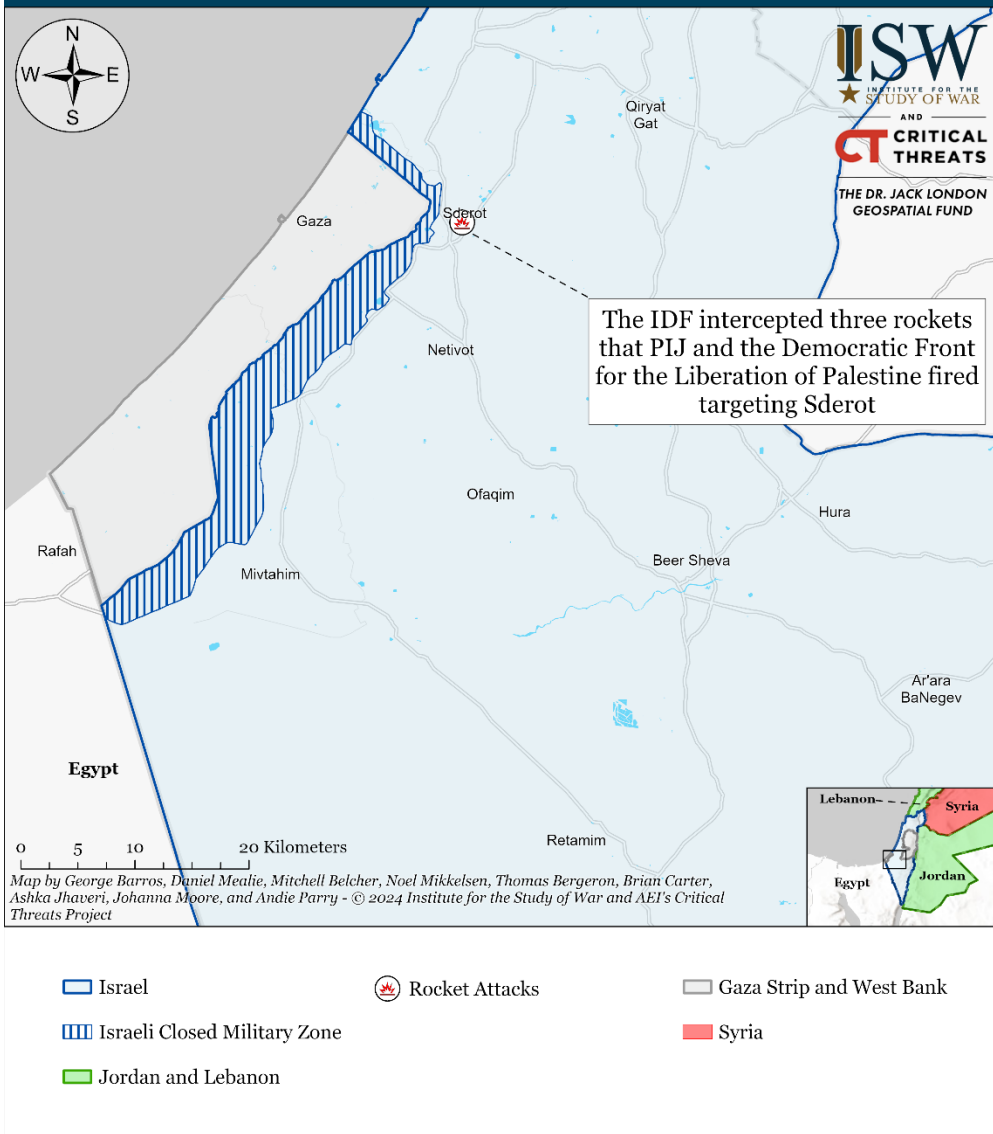 N
W
E
S
ISW
INSTITUTE FOR THE
STUDY OF WAR
AND
CT CRITICAL
THREATS
THE DR. JACK LONDON
GEOSPATIAL FUND
Qiryat
Gat
Gaza
Sderot
The IDF intercepted three rockets
that PIJ and the Democratic Front
for the Liberation of Palestine fired
targeting Sderot
Netivot
Ofaqim
Hura
Rafah
Beer Sheva
Mivtahim
Ar'ara
BaNegev
Egypt
Retamim
0 5 10 20 Kilometers
Map by George Barros, Daniel Mealie, Mitchell Belcher, Noel Mikkelsen, Thomas Bergeron, Brian Carter,
Ashka Jhaveri, Johanna Moore, and Andie Parry - © 2024 Institute for the Study of War and AEI's Critical
Threats Project
Lebanon
Syria
Egypt
Jordan
Israel
Rocket Attacks
Gaza Strip and West Bank
Israeli Closed Military Zone
Syria
Jordan and Lebanon